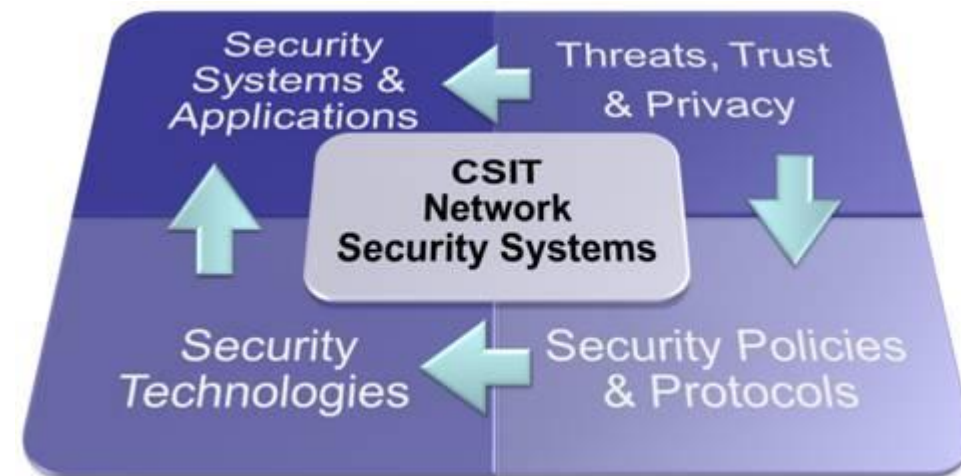 Security
Systems &
Applications
Threats, Trust
& Privacy
CSIT
Network
Security Systems
Security
Technologies
Security Policies
& Protocols